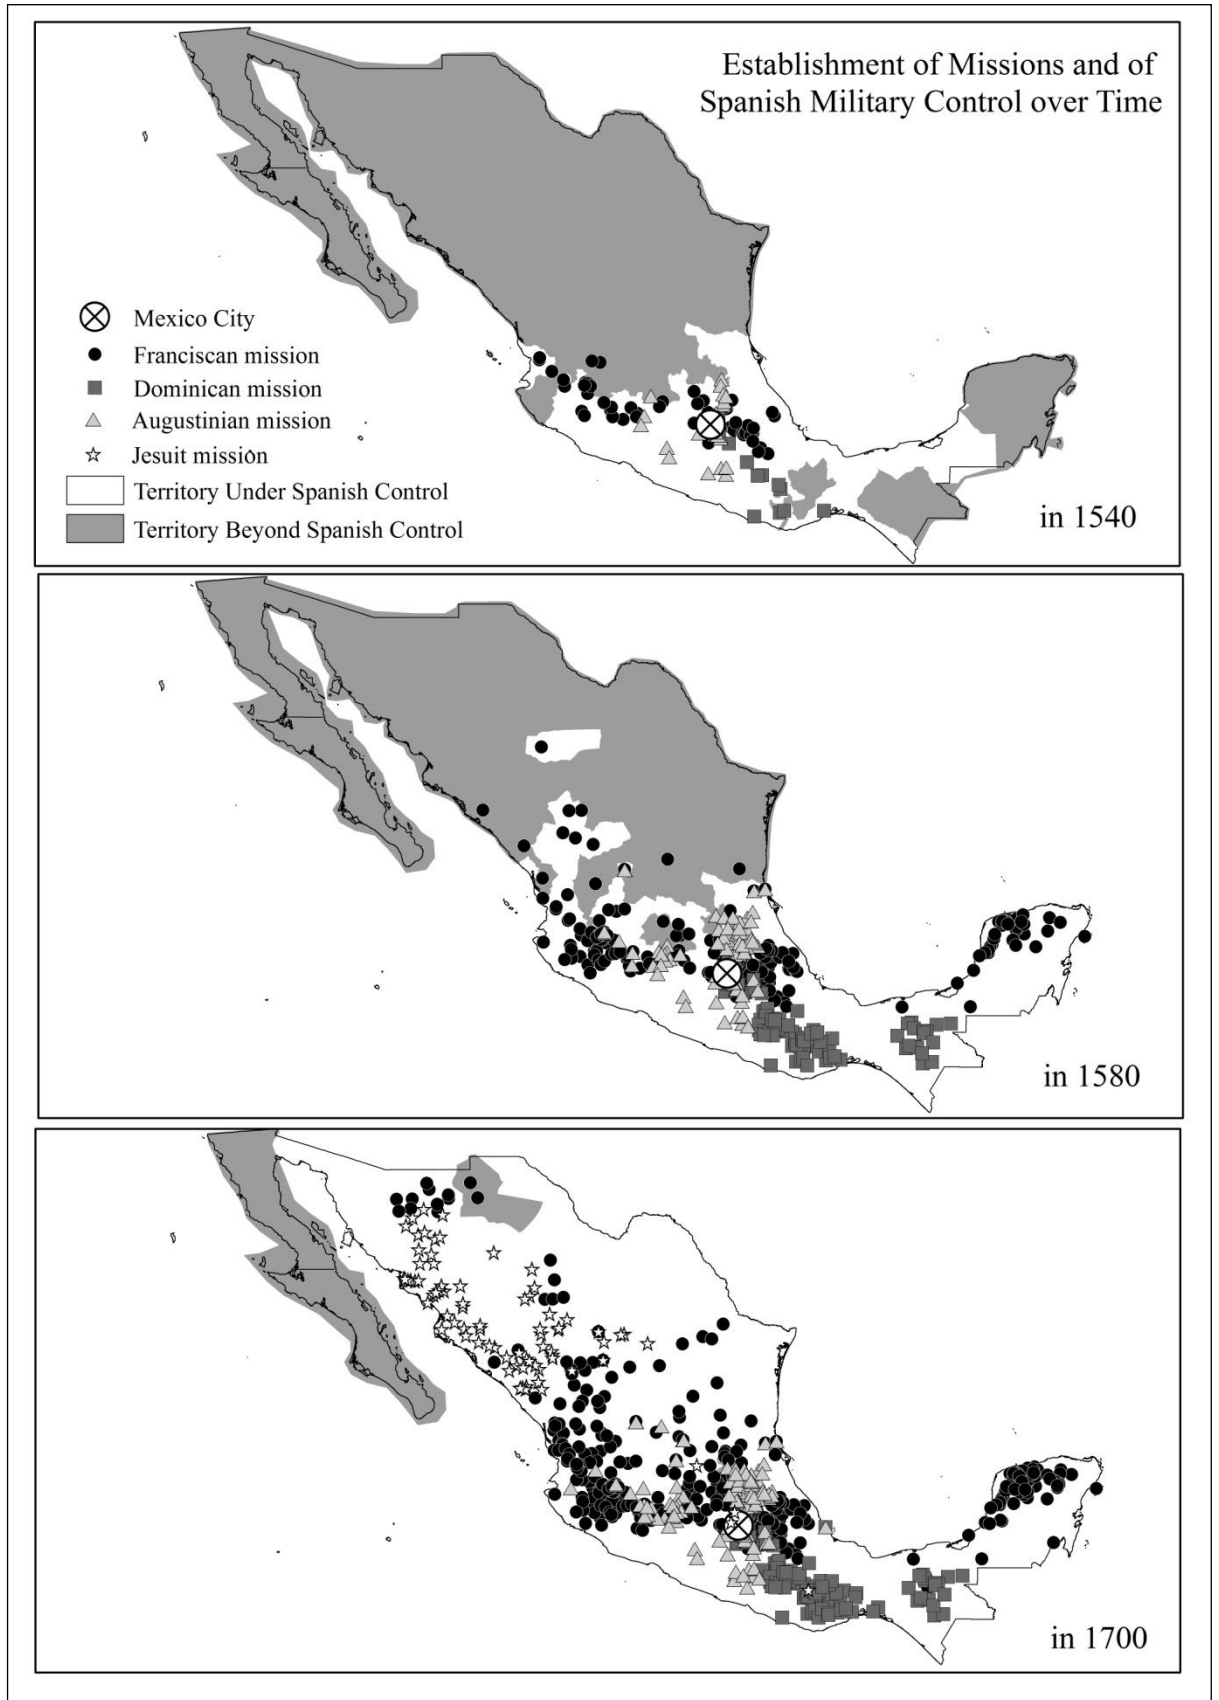 Establishment of Missions and of
Spanish Military Control over Time
Mexico City
Franciscan mission
Dominican mission
Augustinian mission
Jesuit mission
Territory Under Spanish Control
Territory Beyond Spanish Control
in 1540
in 1580
in 1700